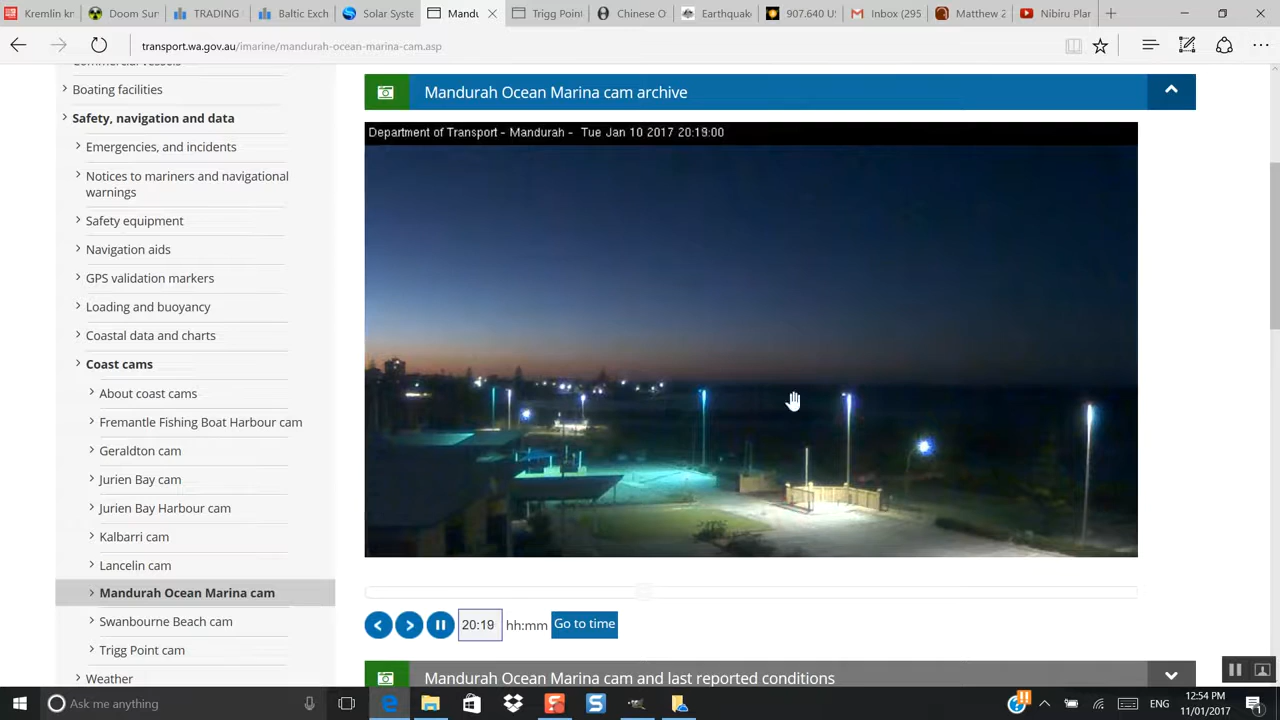 Kremlin in
Doom Sur
TRADING
Baltic Exch
Solar Syste
Mandu
Trigg Point
Chinese O
Earthquake
907.640 U
Inbox (295
Matthew 2
Nibiru Plan
transport.wa.gov.au/imarine/mandurah-ocean-marina-cam.asp
Commercial vessels
Boating facilities
Safety, navigation and data
Emergencies, and incidents
Notices to mariners and navigational
warnings
Safety equipment
Navigation aids
GPS validation markers
Loading and buoyancy
Coastal data and charts
Coast cams
About coast cams
Fremantle Fishing Boat Harbour cam
Geraldton cam
Jurien Bay cam
Jurien Bay Harbour cam
Kalbarri cam
Lancelin cam
Mandurah Ocean Marina cam
Swanbourne Beach cam
Trigg Point cam
Weather
Mandurah Ocean Marina cam archive
Department of Transport - Mandurah - Tue Jan 10 2017 20:19:00
20:19 hh:mm Go to time
Mandurah Ocean Marina cam and last reported conditions
Ask me anything
ENG
12:54 PM
11/01/2017